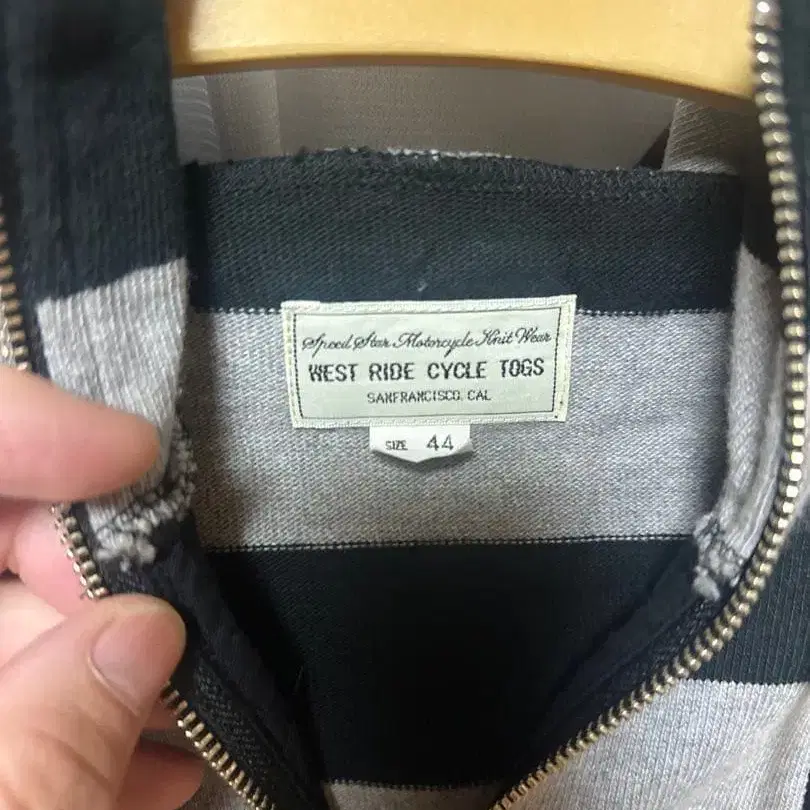 Speed Star Motorcycle Knit Wear
WEST RIDE CYCLE TOGS
SANFRANCISCO, CAL
SIZE 44